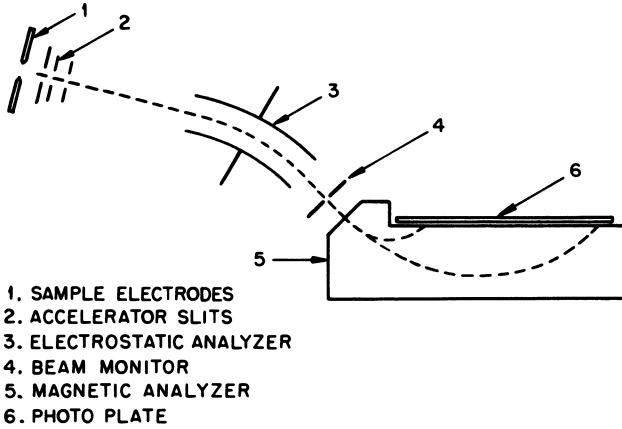 1
2
3
4
6
5
1. SAMPLE ELECTRODES
2. ACCELERATOR SLITS
3. ELECTROSTATIC ANALYZER
4. BEAM MONITOR
5. MAGNETIC ANALYZER
6. PHOTO PLATE